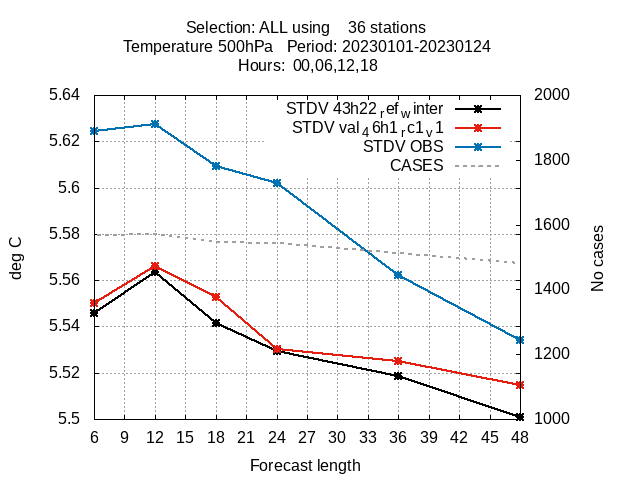 Selection: ALL using    36 stations
Temperature 500hPa   Period: 20230101-20230124
Hours:  00,06,12,18
STDV 43h22_ref_winter
STDV val_46h1_rc1_v1
STDV OBS
CASES
5.64
5.62
5.6
5.58
5.56
5.54
5.52
5.5
deg C
2000
1800
1600
1400
1200
1000
No cases
6 9 12 15 18 21 24 27 30 33 36 39 42 45 48
Forecast length